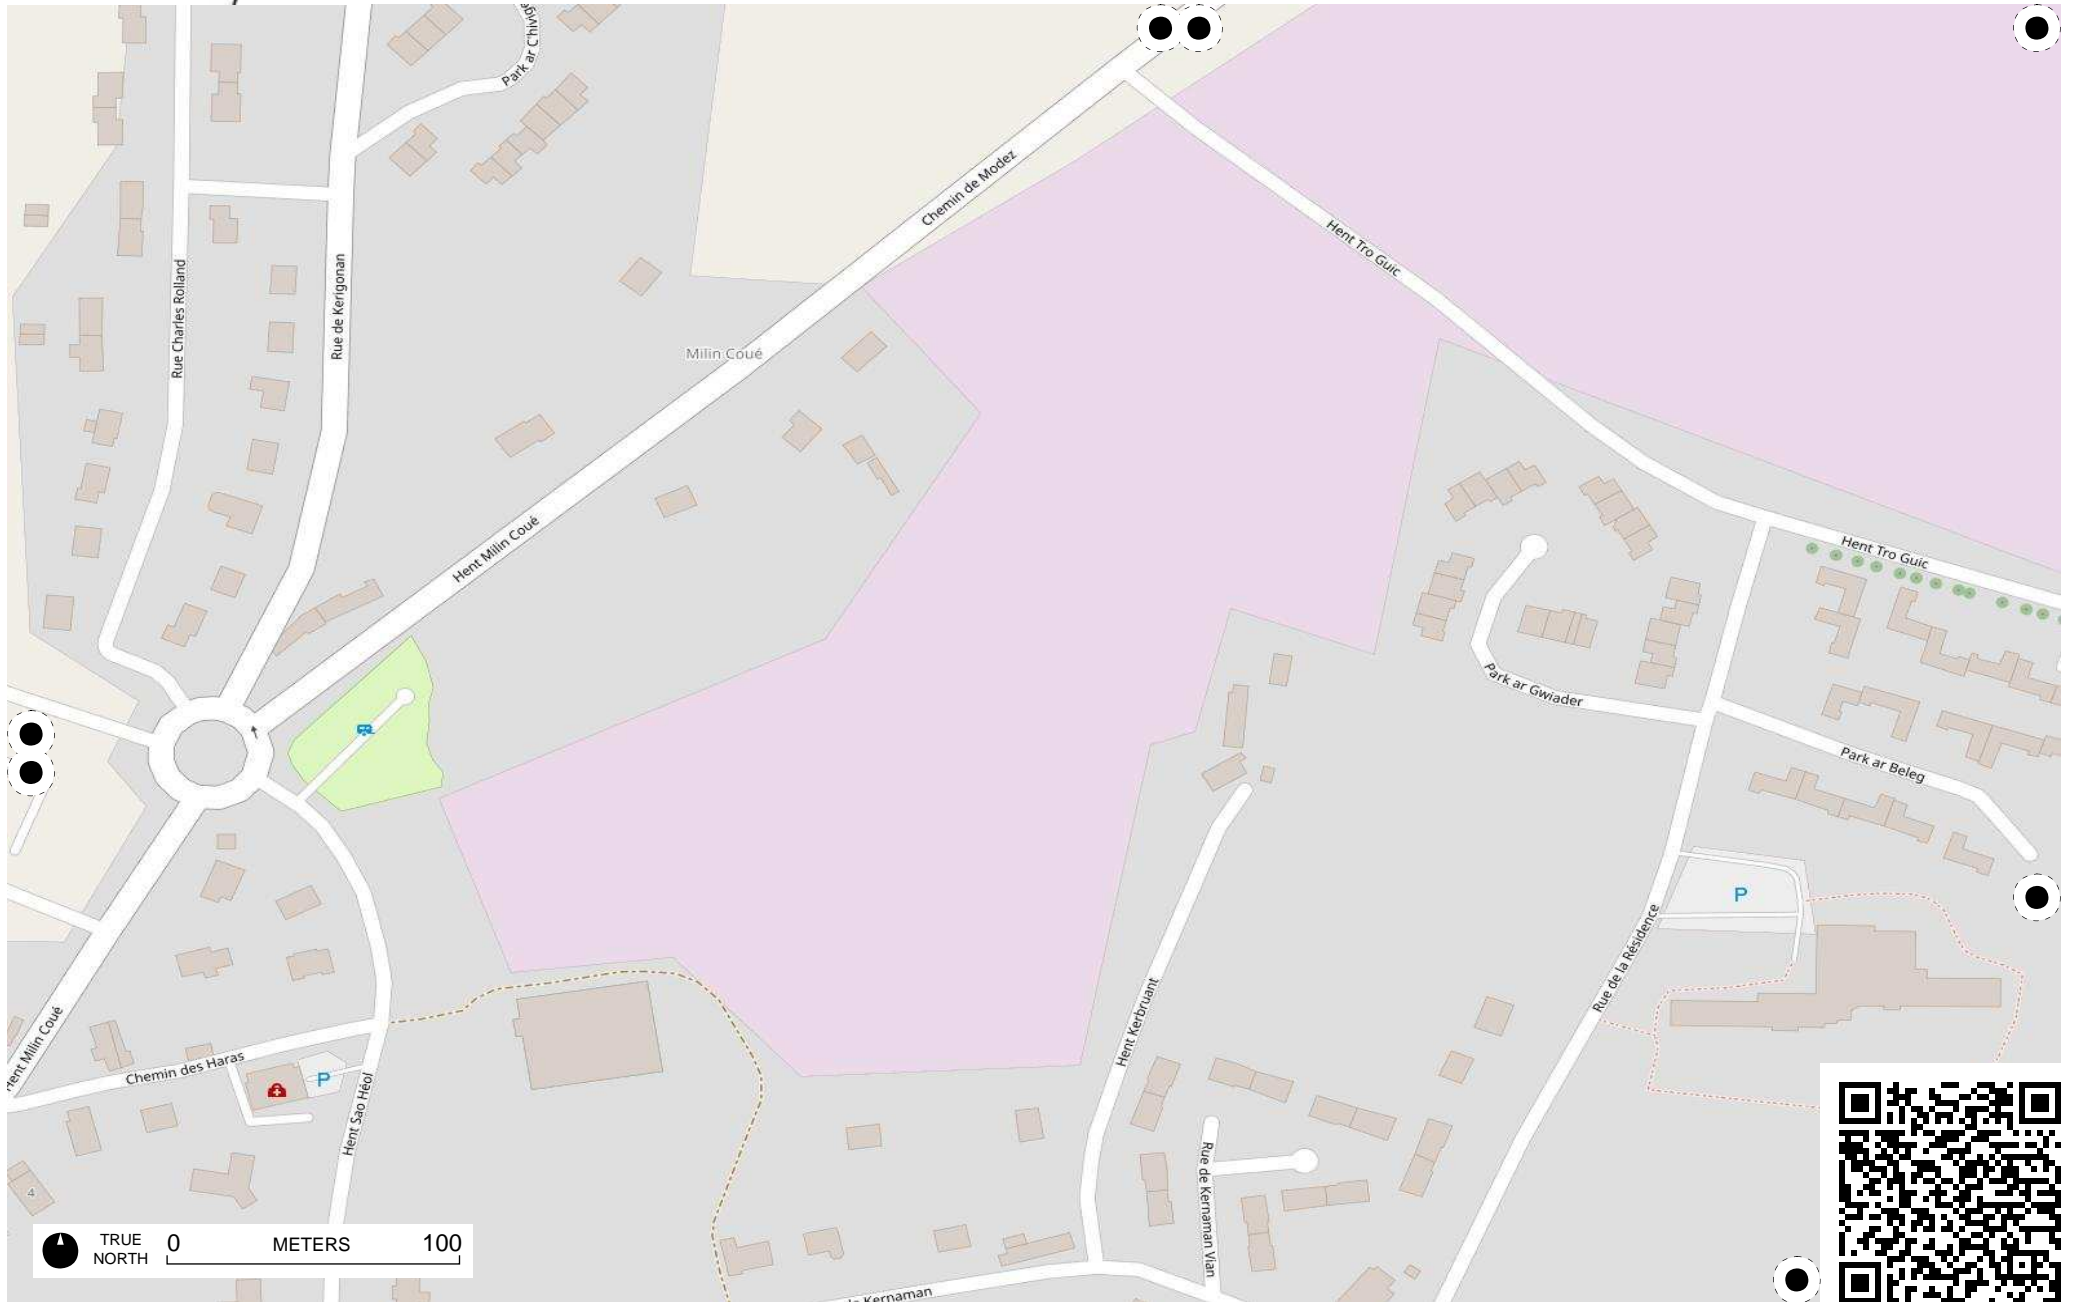 Park ar C'hivig
Chemin de Modez
Hent Tro Guic
Rue Charles Rolland
Rue de Kerigonan
Milin Coué
Hent Milin Coué
Hent Tro Guic
Park ar Gwiader
Park ar Beleg
P
Rue de la Résidence
Hent Kerbruant
Hent Milin Coué
Chemin des Haras
P
Hent Sao Héol
Rue de Kernaman Vian
4
TRUE
NORTH
0 METERS 100
Kernaman